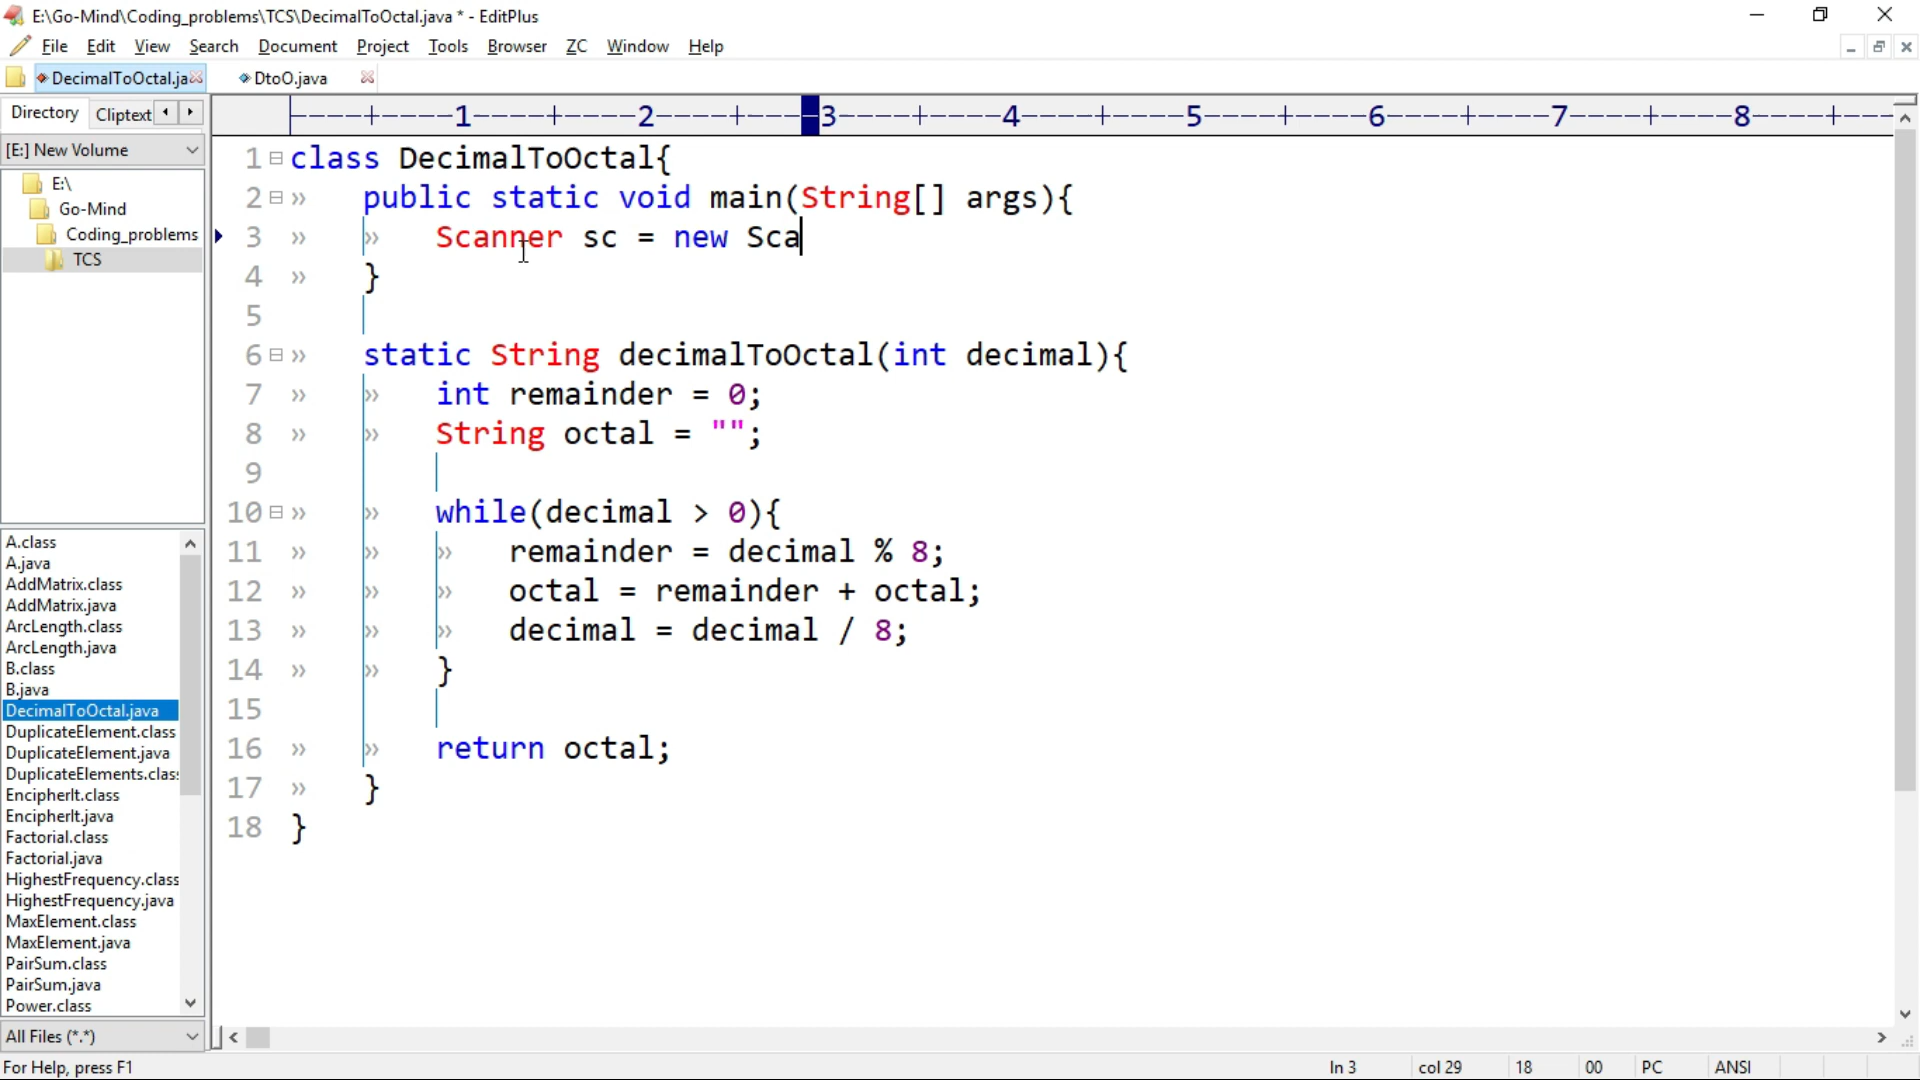 E:\Go-Mind\Coding_problems\TCS\DecimalToOctal.java * - EditPlus
File Edit View Search Document Project Tools Browser ZC Window Help
DecimalToOctal.ja DtoO.java
Directory Cliptext
----+----1----+----2----+----3----+----4----+----5----+----6----+----7----+----8----+---
[E:] New Volume
E:\
Go-Mind
Coding_problems
TCS
1 class DecimalToOctal{
2 public static void main(String[] args){
3 Scanner sc = new Sca
4 }
5
6 static String decimalToOctal(int decimal){
7 int remainder = 0;
8 String octal = "";
9
10 while(decimal > 0){
11 remainder = decimal % 8;
12 octal = remainder + octal;
13 decimal = decimal / 8;
14 }
15
16 return octal;
17 }
18 }
A.class
A.java
AddMatrix.class
AddMatrix.java
ArcLength.class
ArcLength.java
B.class
B.java
DecimalToOctal.java
DuplicateElement.class
DuplicateElement.java
DuplicateElements.clas
EncipherIt.class
EncipherIt.java
Factorial.class
Factorial.java
HighestFrequency.class
HighestFrequency.java
MaxElement.class
MaxElement.java
PairSum.class
PairSum.java
Power.class
All Files (*.*)
For Help, press F1 ln 3 col 29 18 00 PC ANSI